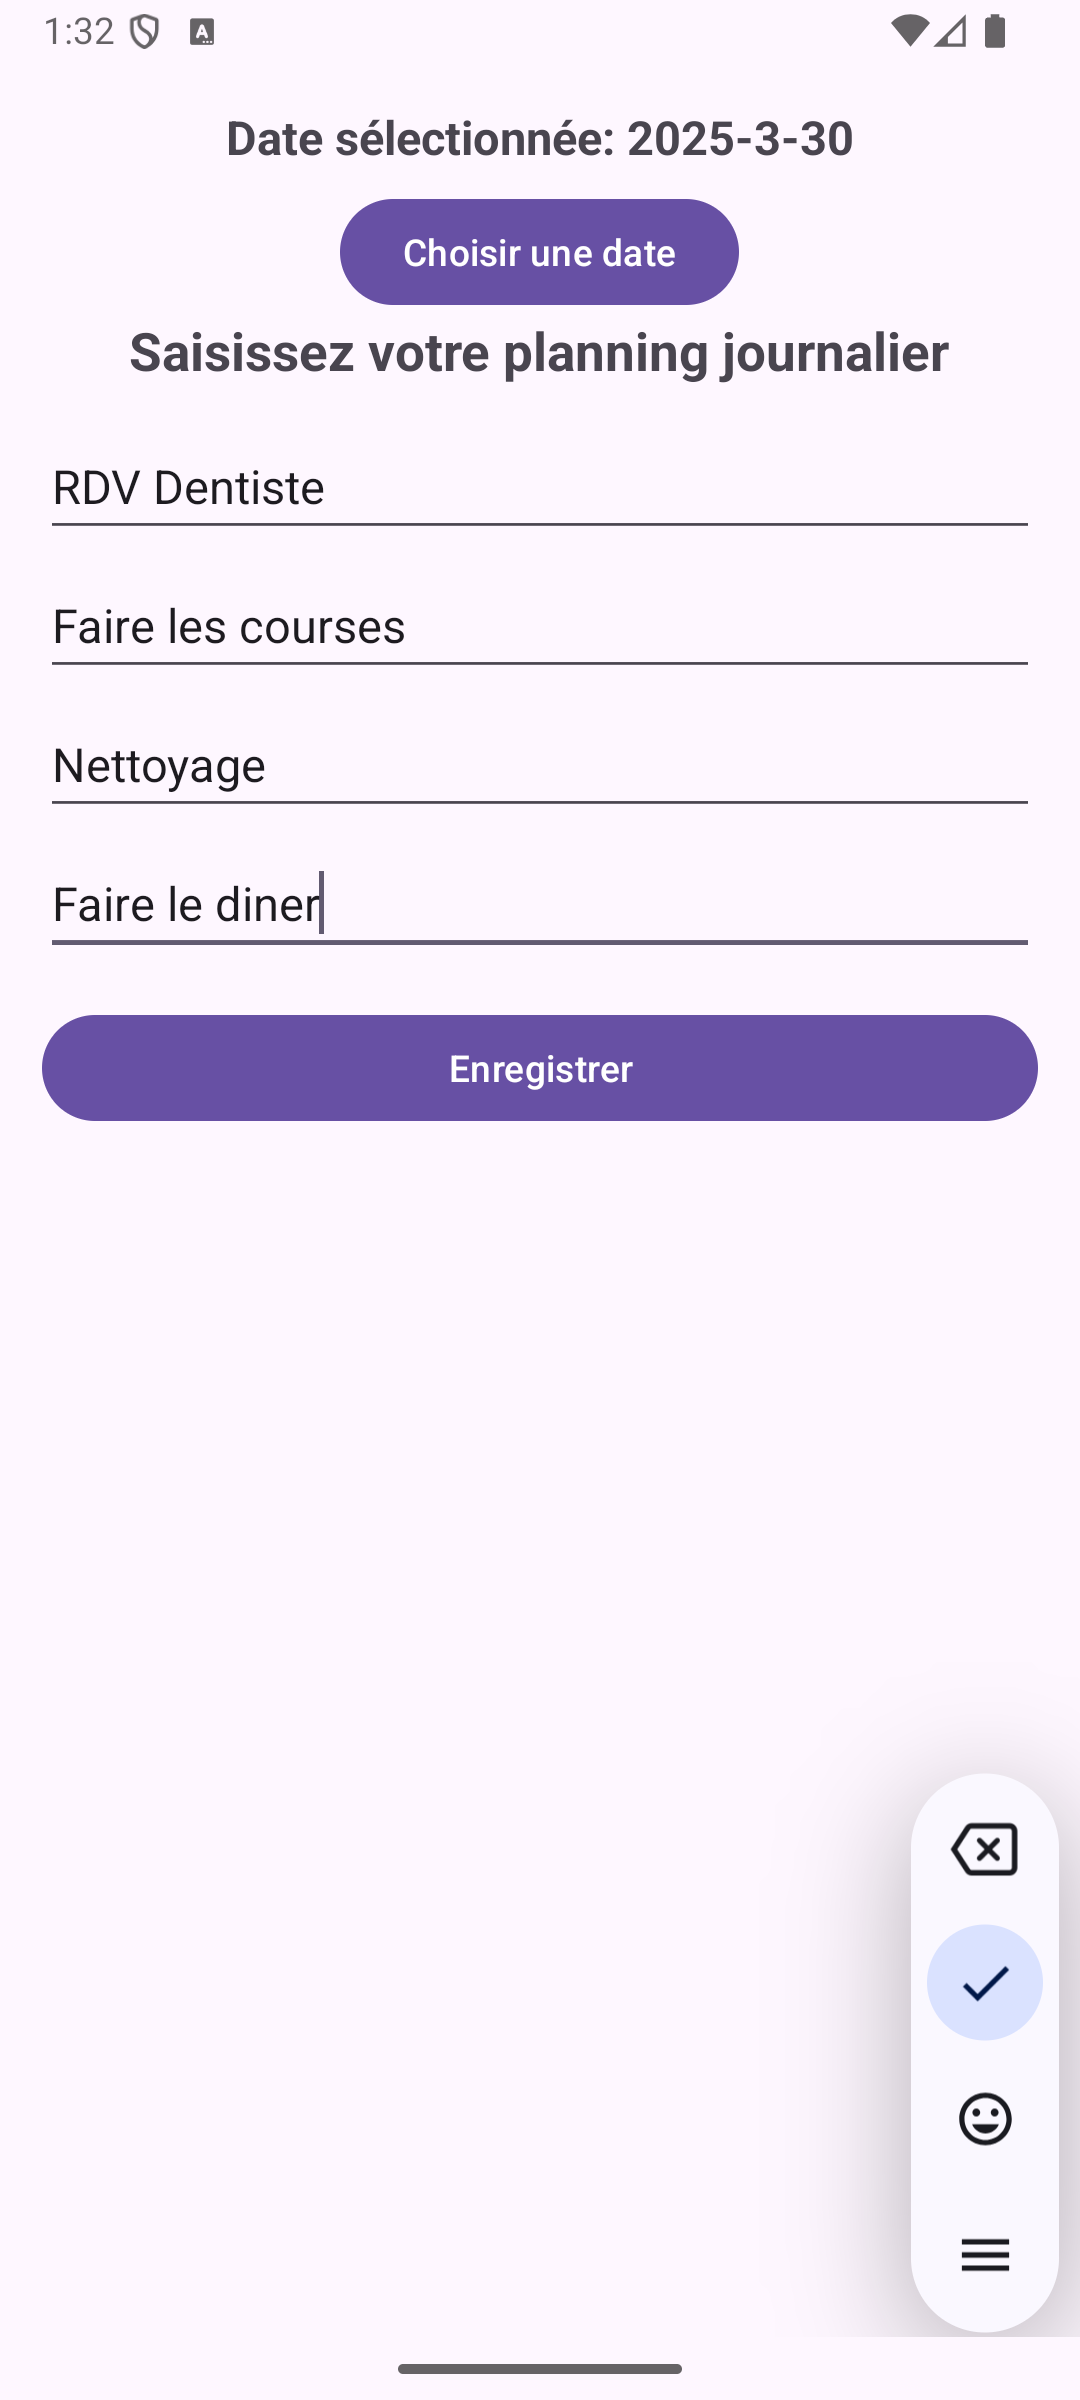 1:32
Date sélectionnée: 2025-3-30
Choisir une date
Saisissez votre planning journalier
RDV Dentiste
Faire les courses
Nettoyage
Faire le diner
Enregistrer